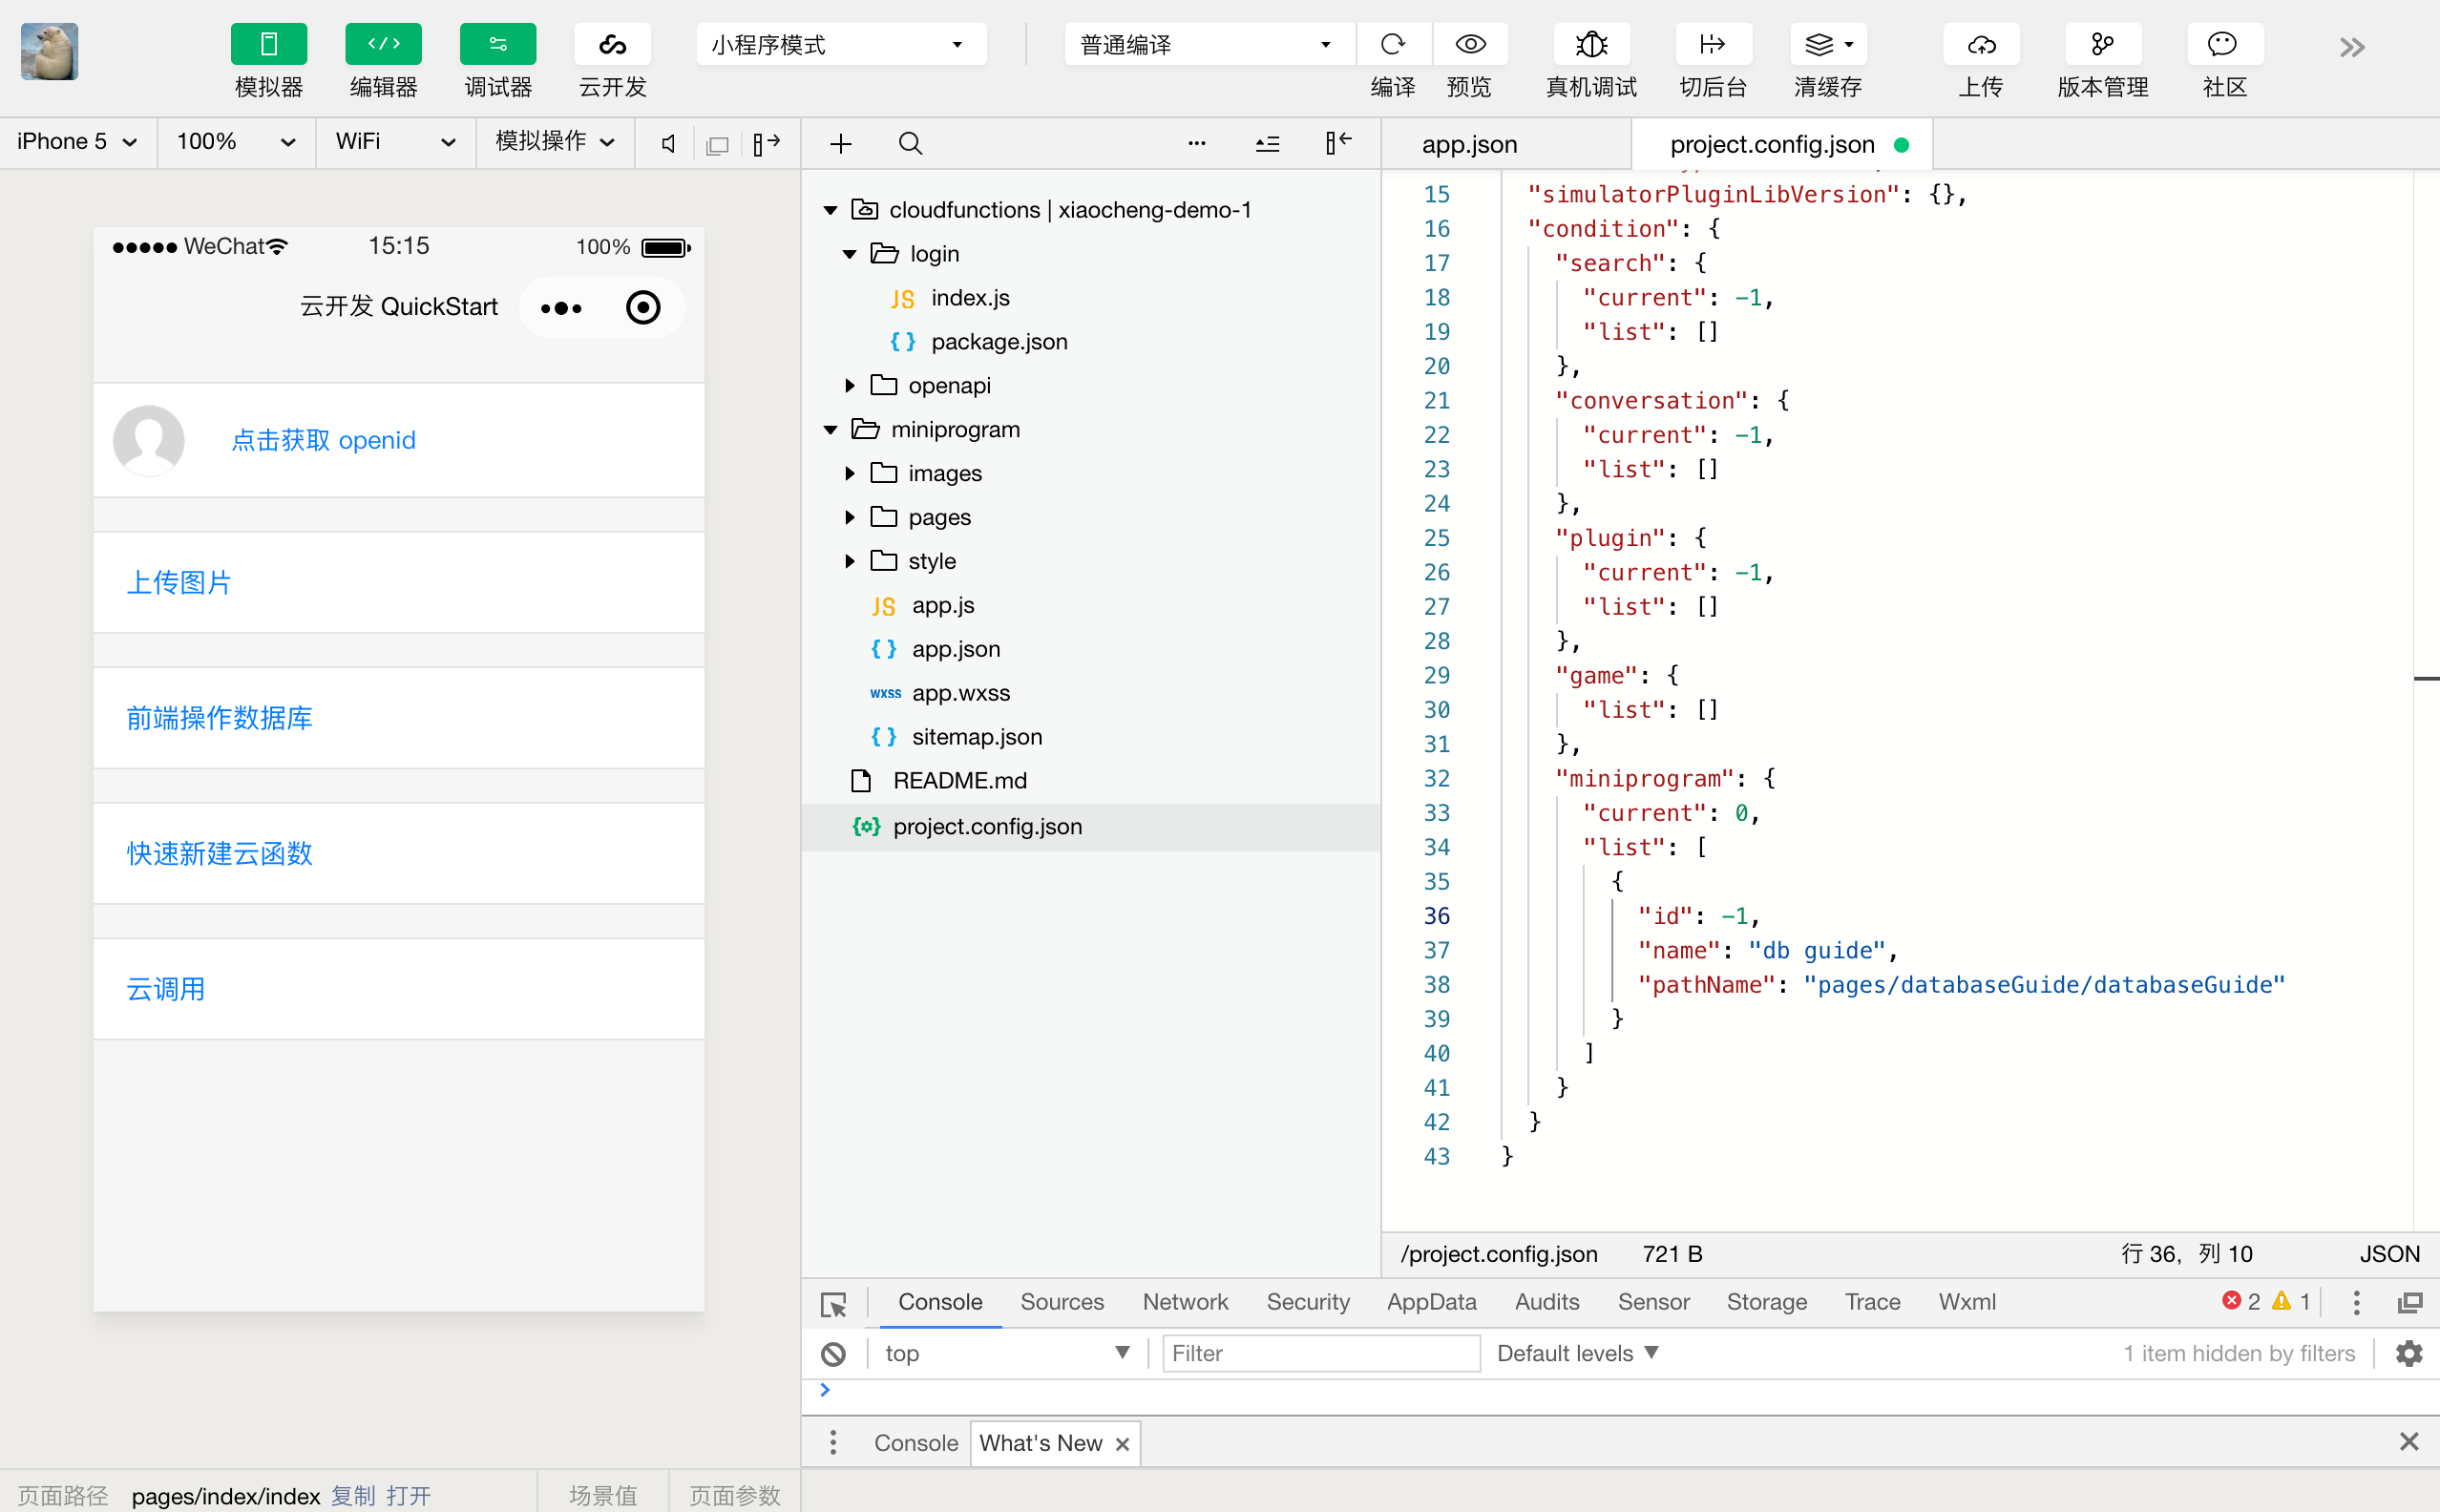 小程序模式
普通编译
模拟器 编辑器 调试器 云开发 编译 预览 真机调试 切后台 清缓存 上传 版本管理 社区
iPhone 5 100% WiFi 模拟操作
WeChat 15:15 100%
云开发 QuickStart
点击获取 openid
上传图片
前端操作数据库
快速新建云函数
云调用
页面路径 pages/index/index 复制 打开 场景值 页面参数
cloudfunctions | xiaocheng-demo-1
login
JS index.js
{ } package.json
openapi
miniprogram
images
pages
style
JS app.js
{ } app.json
wxss app.wxss
{ } sitemap.json
README.md
project.config.json
app.json project.config.json
15 "simulatorPluginLibVersion": {},
16 "condition": {
17 "search": {
18 "current": -1,
19 "list": []
20 },
21 "conversation": {
22 "current": -1,
23 "list": []
24 },
25 "plugin": {
26 "current": -1,
27 "list": []
28 },
29 "game": {
30 "list": []
31 },
32 "miniprogram": {
33 "current": 0,
34 "list": [
35 {
36 "id": -1,
37 "name": "db guide",
38 "pathName": "pages/databaseGuide/databaseGuide"
39 }
40 ]
41 }
42 }
43 }
/project.config.json 721 B 行 36, 列 10 JSON
Console Sources Network Security AppData Audits Sensor Storage Trace Wxml 2 1
top Filter Default levels 1 item hidden by filters
Console What's New